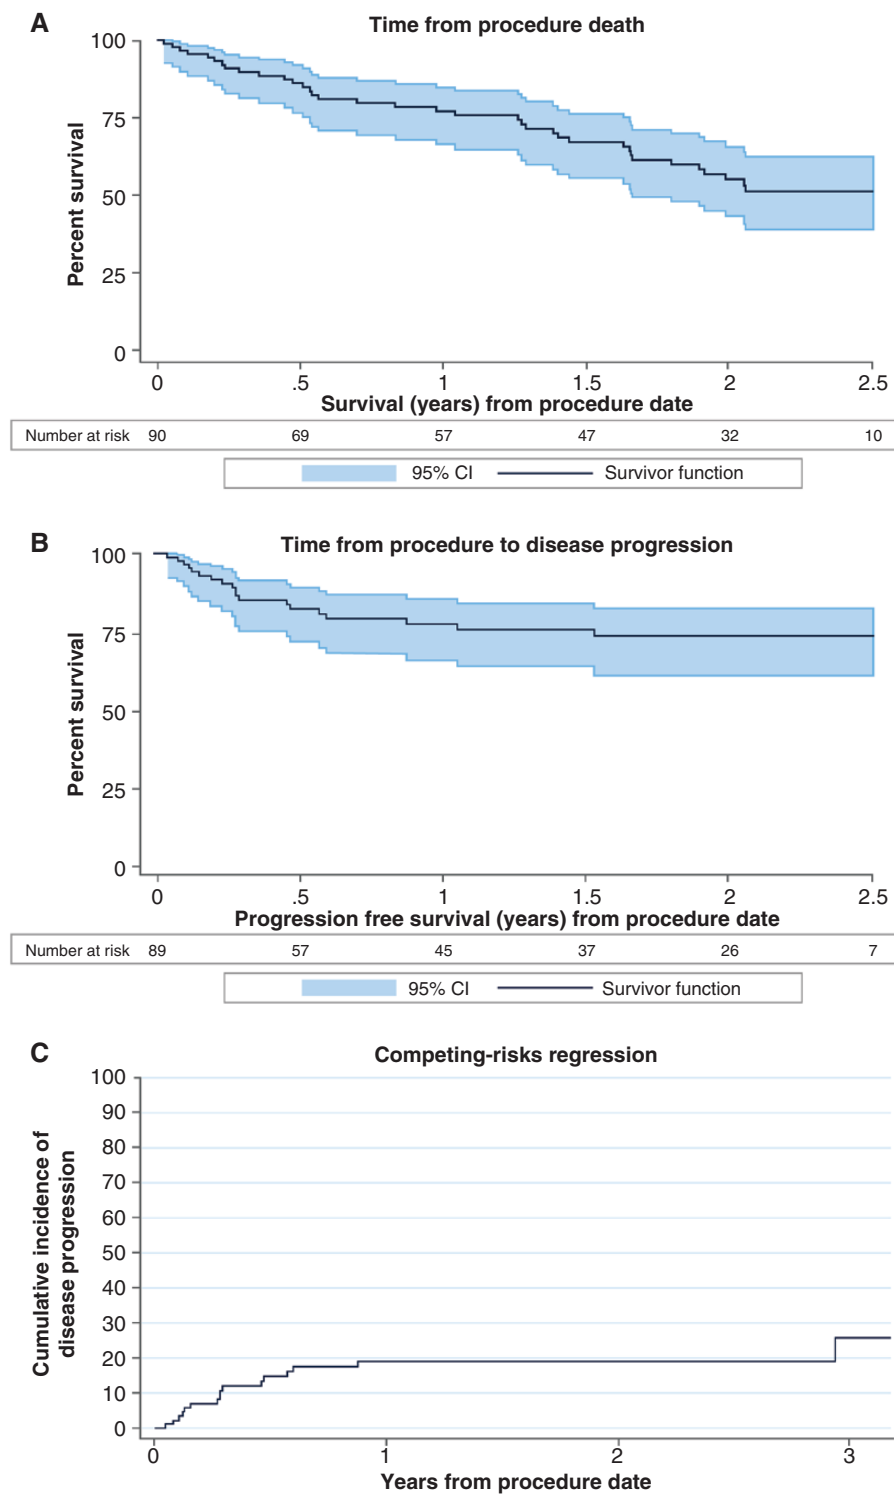 A
Time from procedure death
Percent survival
100
75
50
25
0
0 .5 1 1.5 2 2.5
Survival (years) from procedure date
Number at risk 90 69 57 47 32 10
95% CI Survivor function
B
Time from procedure to disease progression
Percent survival
100
75
50
25
0
0 .5 1 1.5 2 2.5
Progression free survival (years) from procedure date
Number at risk 89 57 45 37 26 7
95% CI Survivor function
C
Competing-risks regression
Cumulative incidence of
disease progression
100
90
80
70
60
50
40
30
20
10
0
0 1 2 3
Years from procedure date